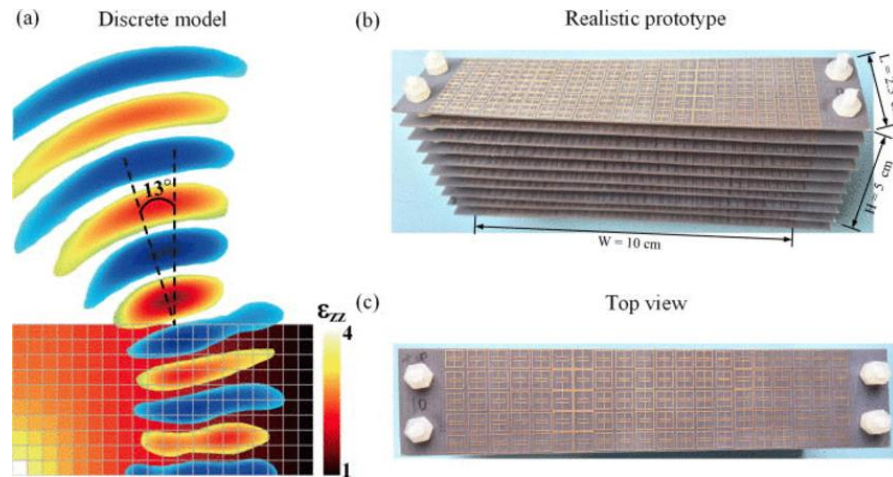 (a)
Discrete model
13°
εzz
4
1
(b)
Realistic prototype
H = 5 cm
W = 10 cm
(c)
Top view